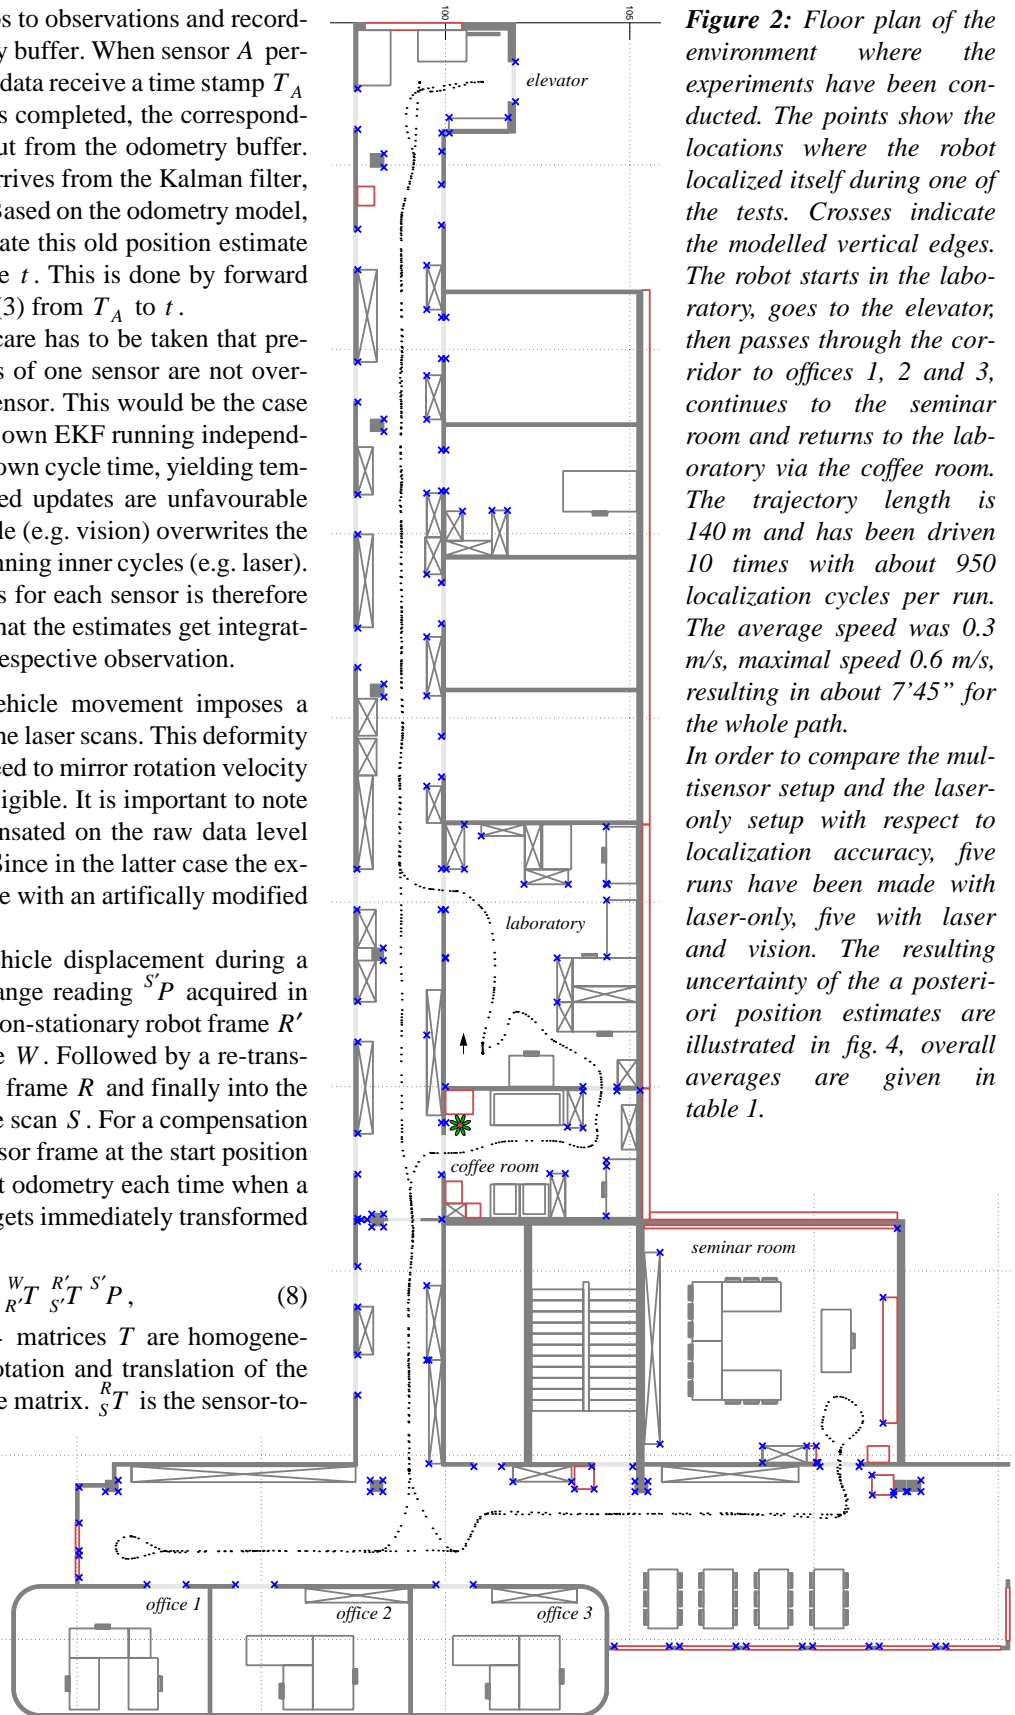 ps to observations and record-
y buffer. When sensor A per-
data receive a time stamp T_A
s completed, the correspond-
ut from the odometry buffer.
rrives from the Kalman filter,
Based on the odometry model,
ate this old position estimate
e t. This is done by forward
(3) from T_A to t.
care has to be taken that pre-
s of one sensor are not over-
ensor. This would be the case
own EKF running independ-
own cycle time, yielding tem-
ed updates are unfavourable
le (e.g. vision) overwrites the
nning inner cycles (e.g. laser).
s for each sensor is therefore
hat the estimates get integrat-
espective observation.
ehicle movement imposes a
he laser scans. This deformity
eed to mirror rotation velocity
ligible. It is important to note
nsated on the raw data level
Since in the latter case the ex-
e with an artifically modified
hicle displacement during a
ange reading S'P acquired in
on-stationary robot frame R'
e W. Followed by a re-trans-
frame R and finally into the
e scan S. For a compensation
sor frame at the start position
t odometry each time when a
gets immediately transformed
W R' T R' S' T S' P, (8)
matrices T are homogene-
otation and translation of the
e matrix. R S T is the sensor-to-
100
105
elevator
laboratory
coffee room
seminar room
office 1
office 2
office 3
Figure 2: Floor plan of the
environment where the
experiments have been con-
ducted. The points show the
locations where the robot
localized itself during one of
the tests. Crosses indicate
the modelled vertical edges.
The robot starts in the labo-
ratory, goes to the elevator,
then passes through the cor-
ridor to offices 1, 2 and 3,
continues to the seminar
room and returns to the lab-
oratory via the coffee room.
The trajectory length is
140 m and has been driven
10 times with about 950
localization cycles per run.
The average speed was 0.3
m/s, maximal speed 0.6 m/s,
resulting in about 7'45" for
the whole path.
In order to compare the mul-
tisensor setup and the laser-
only setup with respect to
localization accuracy, five
runs have been made with
laser-only, five with laser
and vision. The resulting
uncertainty of the a posteri-
ori position estimates are
illustrated in fig. 4, overall
averages are given in
table 1.